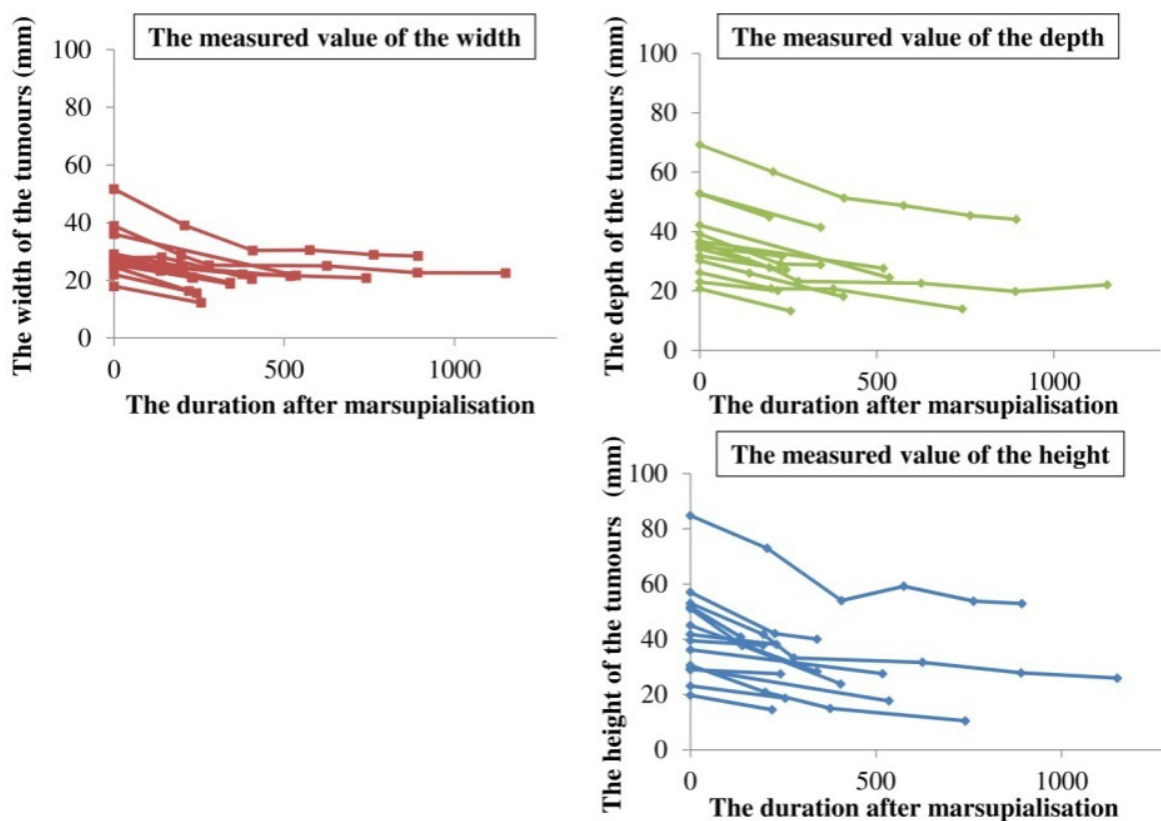 The measured value of the width
The width of the tumours (mm)
100
80
60
40
20
0
0 500 1000
The duration after marsupialisation
The measured value of the depth
The depth of the tumours (mm)
100
80
60
40
20
0
0 500 1000
The duration after marsupialisation
The measured value of the height
The height of the tumours (mm)
100
80
60
40
20
0
0 500 1000
The duration after marsupialisation